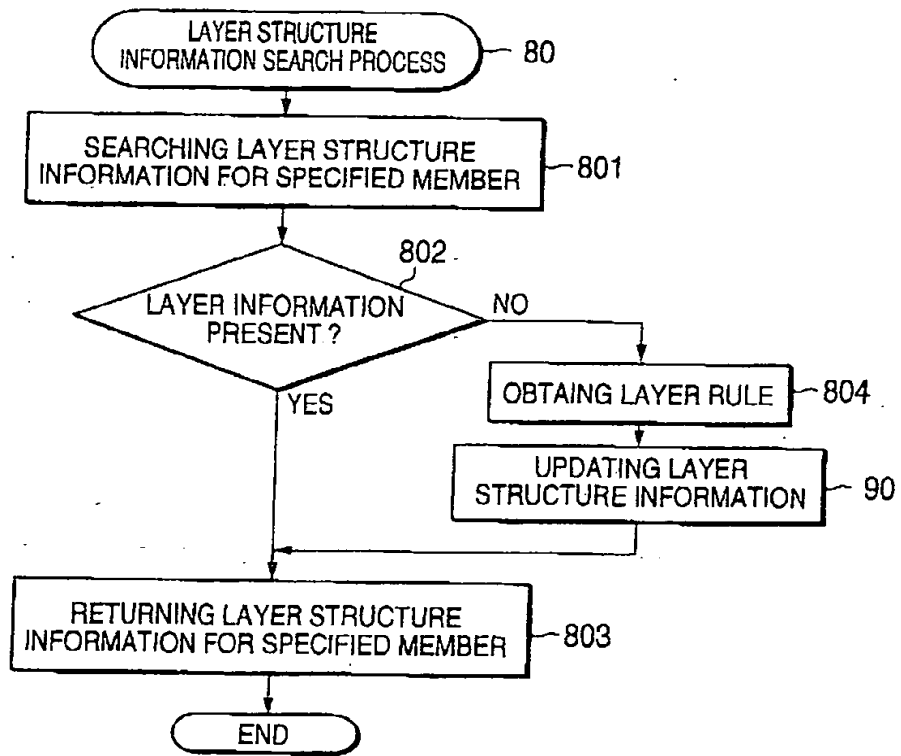 LAYER STRUCTURE
INFORMATION SEARCH PROCESS
80
SEARCHING LAYER STRUCTURE
INFORMATION FOR SPECIFIED MEMBER
801
802
LAYER INFORMATION
PRESENT ?
NO
YES
OBTAING LAYER RULE
804
UPDATING LAYER
STRUCTURE INFORMATION
90
RETURNING LAYER STRUCTURE
INFORMATION FOR SPECIFIED MEMBER
803
END